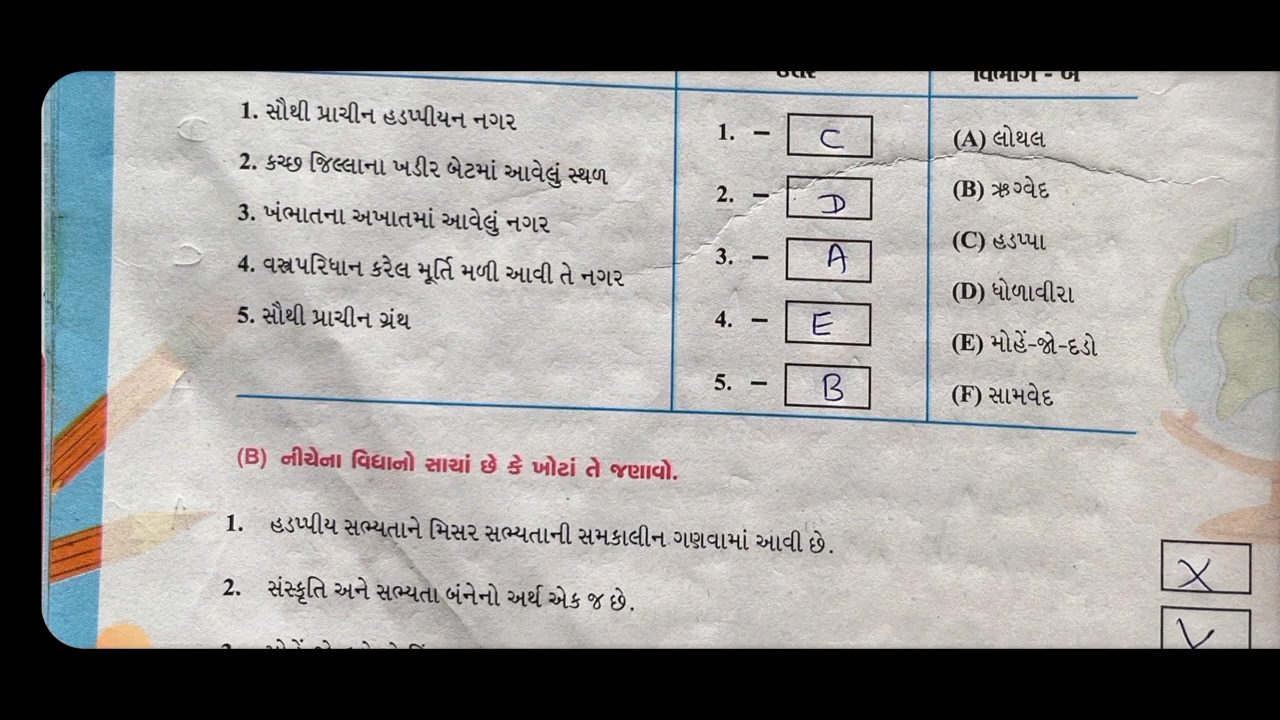 ઉત્તર વિભાગ - બ
1. સૌથી પ્રાચીન હડપ્પીયન નગર 1. – C (A) લોથલ
2. કચ્છ જિલ્લાના ખડીર બેટમાં આવેલું સ્થળ 2. – D (B) ઋગ્વેદ
3. ખંભાતના અખાતમાં આવેલું નગર 3. – A (C) હડપ્પા
4. વસ્રપરિધાન કરેલ મૂર્તિ મળી આવી તે નગર 4. – E (D) ધોળાવીરા
5. સૌથી પ્રાચીન ગ્રંથ 5. – B (E) મોહેં-જો-દડો
(F) સામવેદ
(B) નીચેના વિધાનો સાચાં છે કે ખોટાં તે જણાવો.
1. હડપ્પીય સભ્યતાને મિસર સભ્યતાની સમકાલીન ગણવામાં આવી છે. X
2. સંસ્કૃતિ અને સભ્યતા બંનેનો અર્થ એક જ છે.